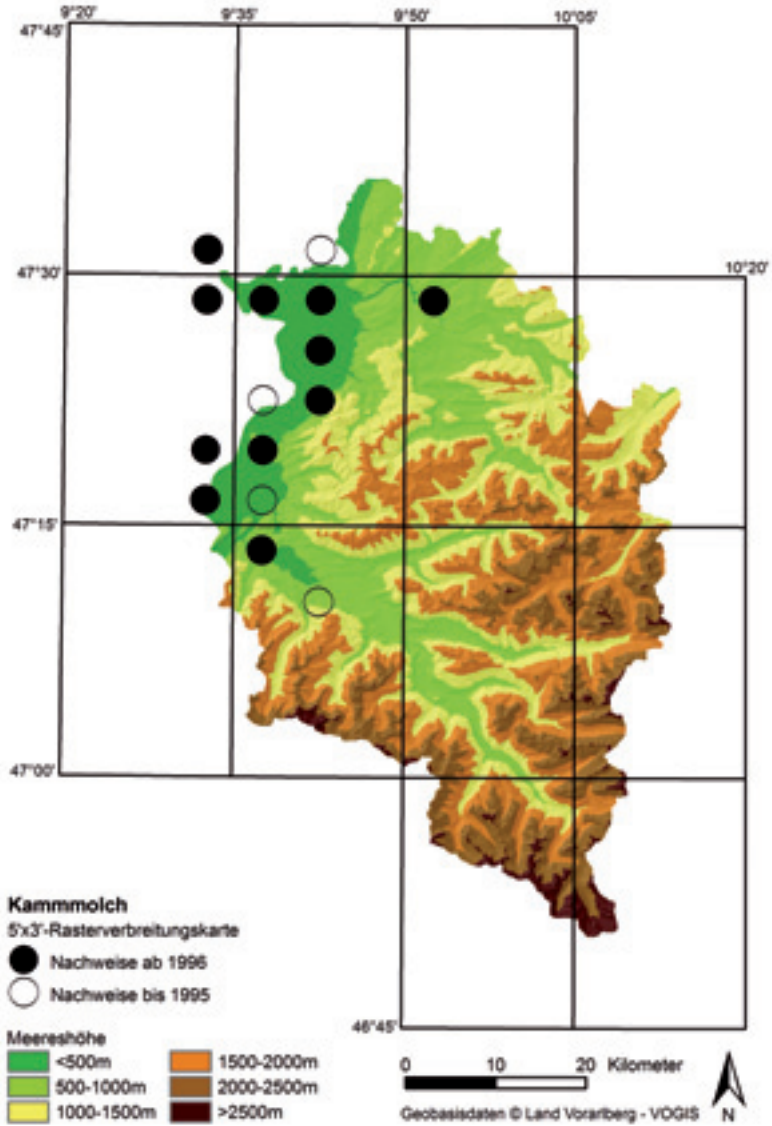 9°20' 9°35' 9°50' 10°05'
47°45'
47°30'
10°20'
47°15'
47°00'
46°45'
Kammmolch
5'x3'-Rasterverbreitungskarte
Nachweise ab 1996
Nachweise bis 1995
Meereshöhe
<500m
500-1000m
1000-1500m
1500-2000m
2000-2500m
>2500m
0 10 20 Kilometer
Geobasisdaten © Land Vorarlberg - VOGIS
N